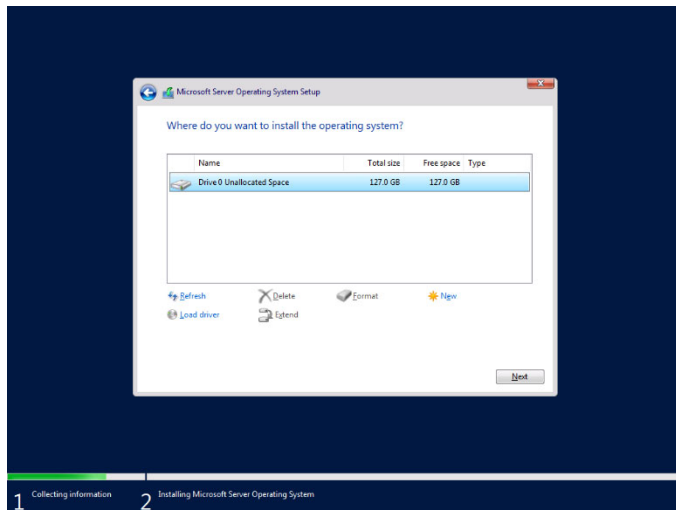 Microsoft Server Operating System Setup
Where do you want to install the operating system?
Name Total size Free space Type
Drive 0 Unallocated Space 127.0 GB 127.0 GB
Refresh Delete Format New
Load driver Extend
Next
1 Collecting information 2 Installing Microsoft Server Operating System